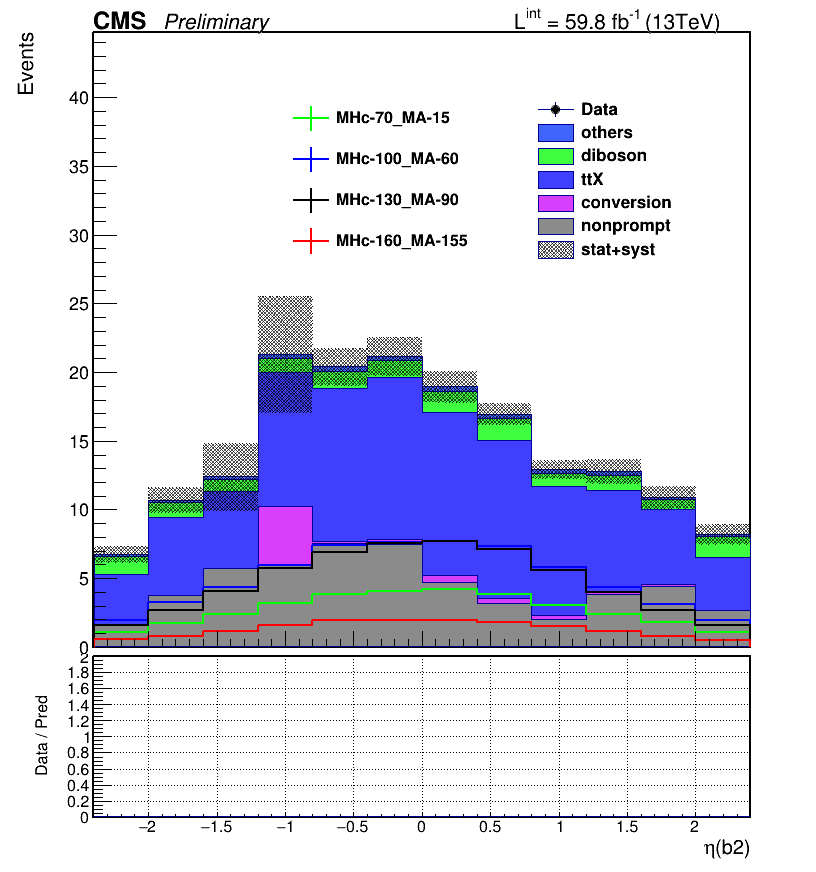 CMS Preliminary L^int = 59.8 fb^-1 (13TeV)
Events
40
35
30
25
20
15
10
5
0
MHc-70_MA-15
MHc-100_MA-60
MHc-130_MA-90
MHc-160_MA-155
Data
others
diboson
ttX
conversion
nonprompt
stat+syst
Data / Pred
2
1.8
1.6
1.4
1.2
1
0.8
0.6
0.4
0.2
0
−2 −1.5 −1 −0.5 0 0.5 1 1.5 2
η(b2)